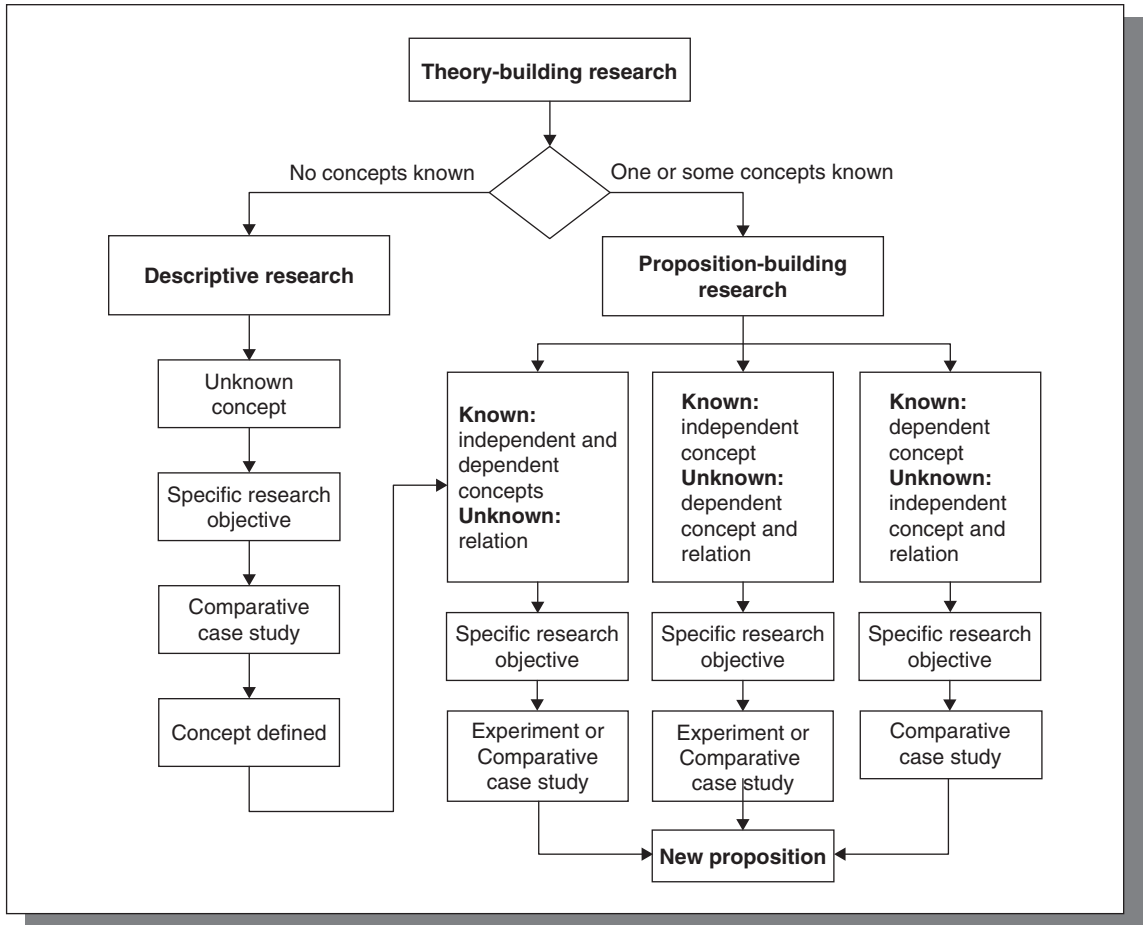 Theory-building research
No concepts known
One or some concepts known
Descriptive research
Proposition-building
research
Unknown
concept
Specific research
objective
Comparative
case study
Concept defined
Known:
independent and
dependent
concepts
Unknown:
relation
Known:
independent
concept
Unknown:
dependent
concept and
relation
Known:
dependent
concept
Unknown:
independent
concept and
relation
Specific research
objective
Specific research
objective
Specific research
objective
Experiment or
Comparative
case study
Experiment or
Comparative
case study
Comparative
case study
New proposition